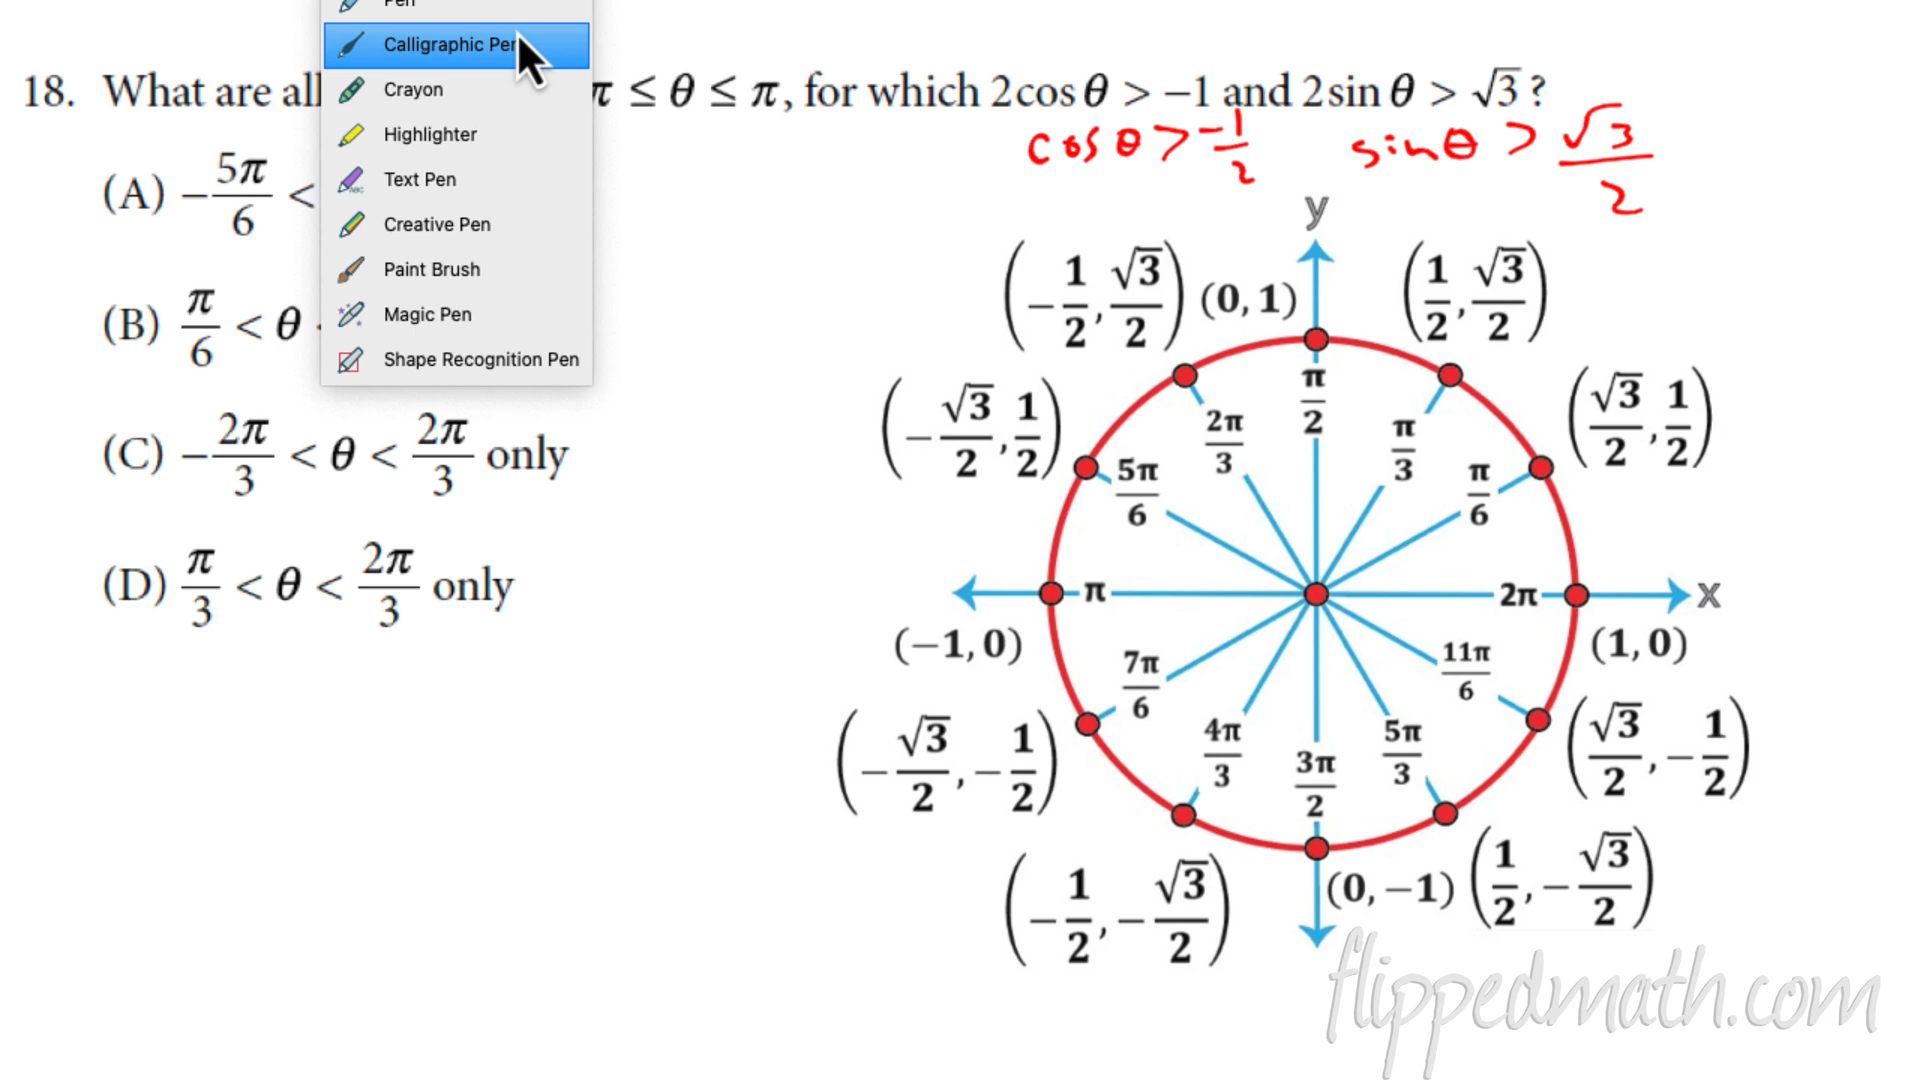 Pen
Calligraphic Pen
Crayon
Highlighter
Text Pen
Creative Pen
Paint Brush
Magic Pen
Shape Recognition Pen
18. What are all π ≤ θ ≤ π, for which 2cos θ > −1 and 2sin θ > √3 ?
cos θ > −1/2
sin θ > √3/2
(A) −5π/6 <
(B) π/6 < θ
(C) −2π/3 < θ < 2π/3 only
(D) π/3 < θ < 2π/3 only
y
(−1/2, √3/2) (0, 1) (1/2, √3/2)
(−√3/2, 1/2) (√3/2, 1/2)
2π/3 π/2 π/3
5π/6 π/6
π 2π x
(−1, 0) (1, 0)
7π/6 11π/6
4π/3 3π/2 5π/3
(−√3/2, −1/2) (√3/2, −1/2)
(−1/2, −√3/2) (0, −1) (1/2, −√3/2)
flippedmath.com